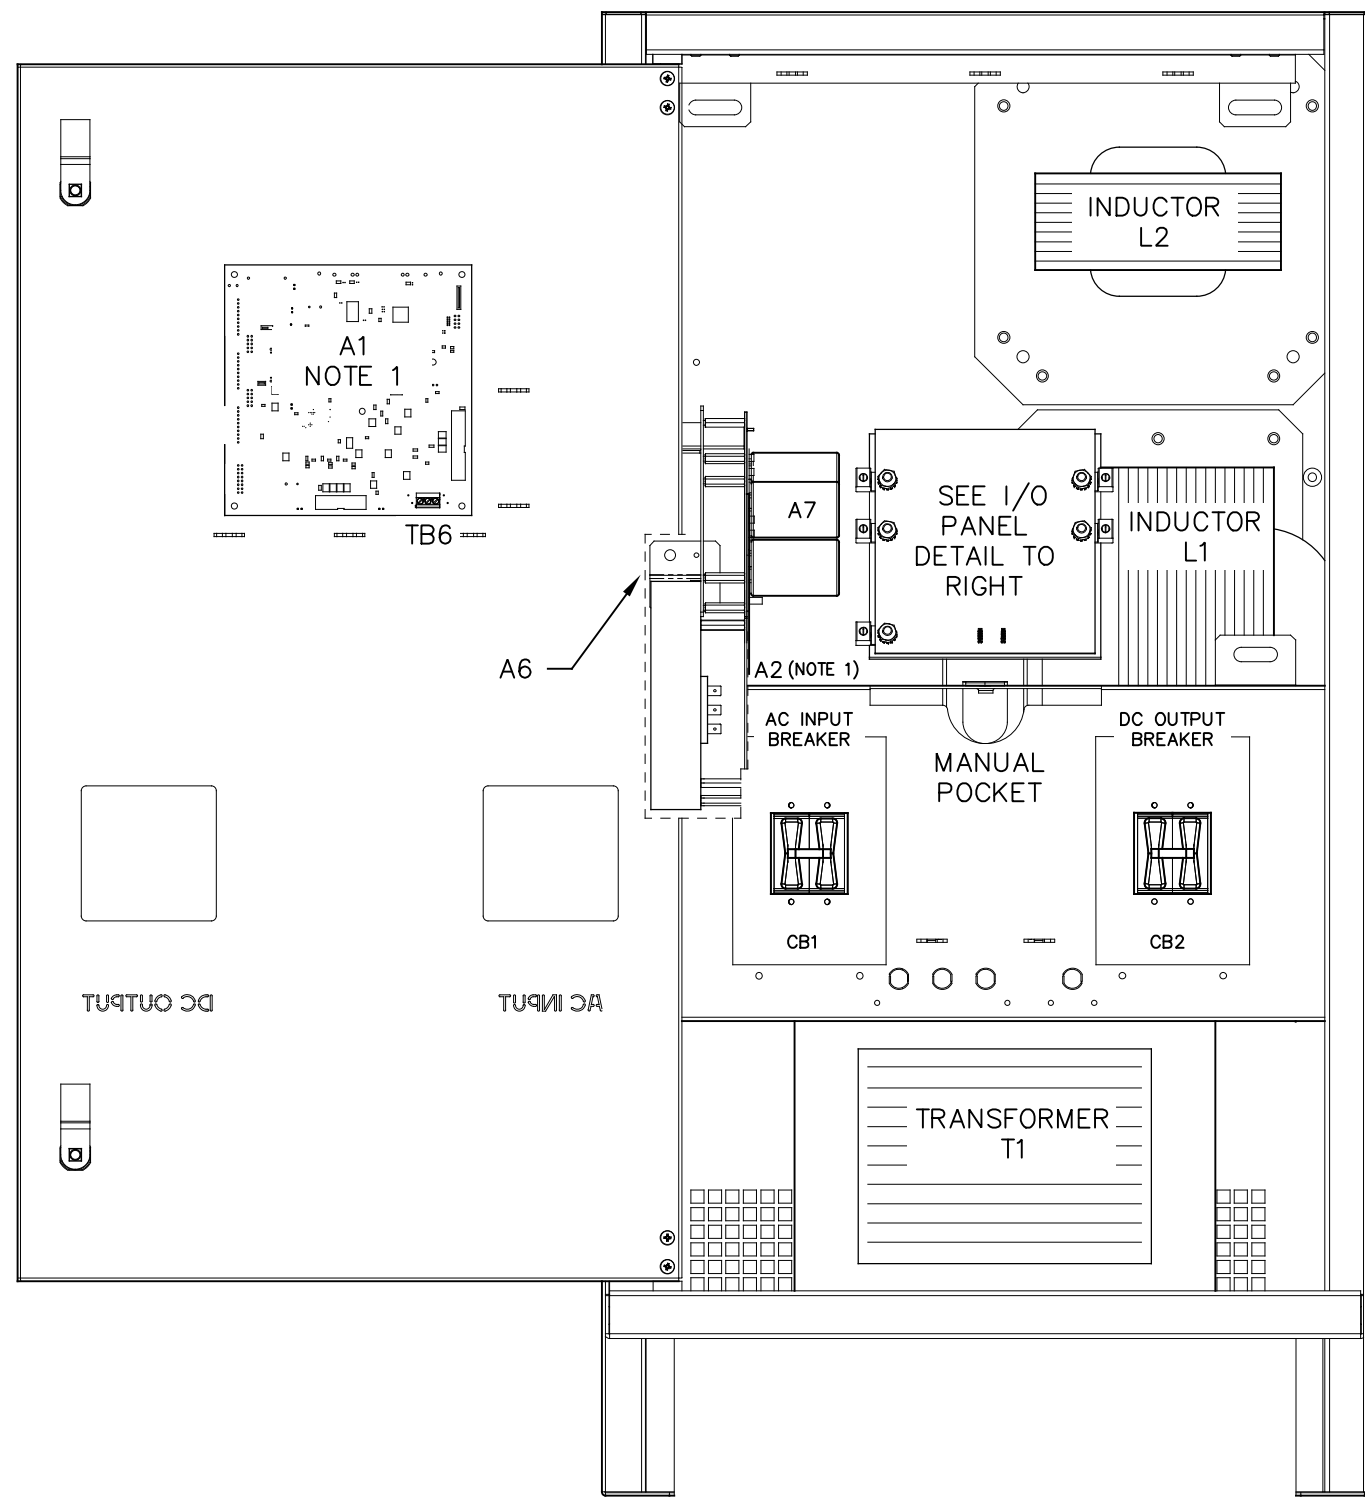 INDUCTOR
L2
A1
NOTE 1
TB6
A7
SEE I/O
PANEL
DETAIL TO
RIGHT
INDUCTOR
L1
A6
A2 (NOTE 1)
AC INPUT
BREAKER
DC OUTPUT
BREAKER
MANUAL
POCKET
CB1
CB2
DC OUTPUT
AC INPUT
TRANSFORMER
T1